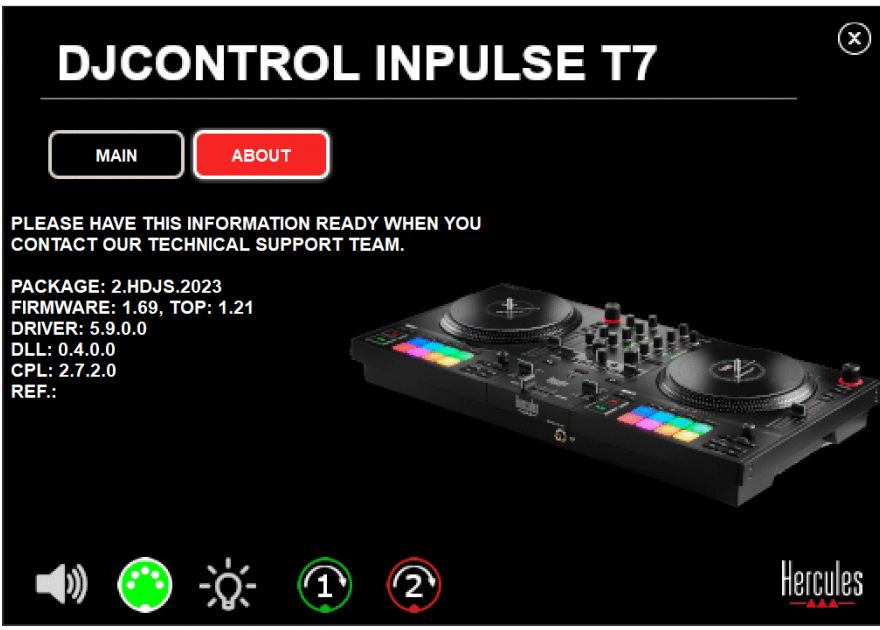 DJCONTROL INPULSE T7
MAIN
ABOUT
PLEASE HAVE THIS INFORMATION READY WHEN YOU
CONTACT OUR TECHNICAL SUPPORT TEAM.
PACKAGE: 2.HDJS.2023
FIRMWARE: 1.69, TOP: 1.21
DRIVER: 5.9.0.0
DLL: 0.4.0.0
CPL: 2.7.2.0
REF.:
1
2
Hercules